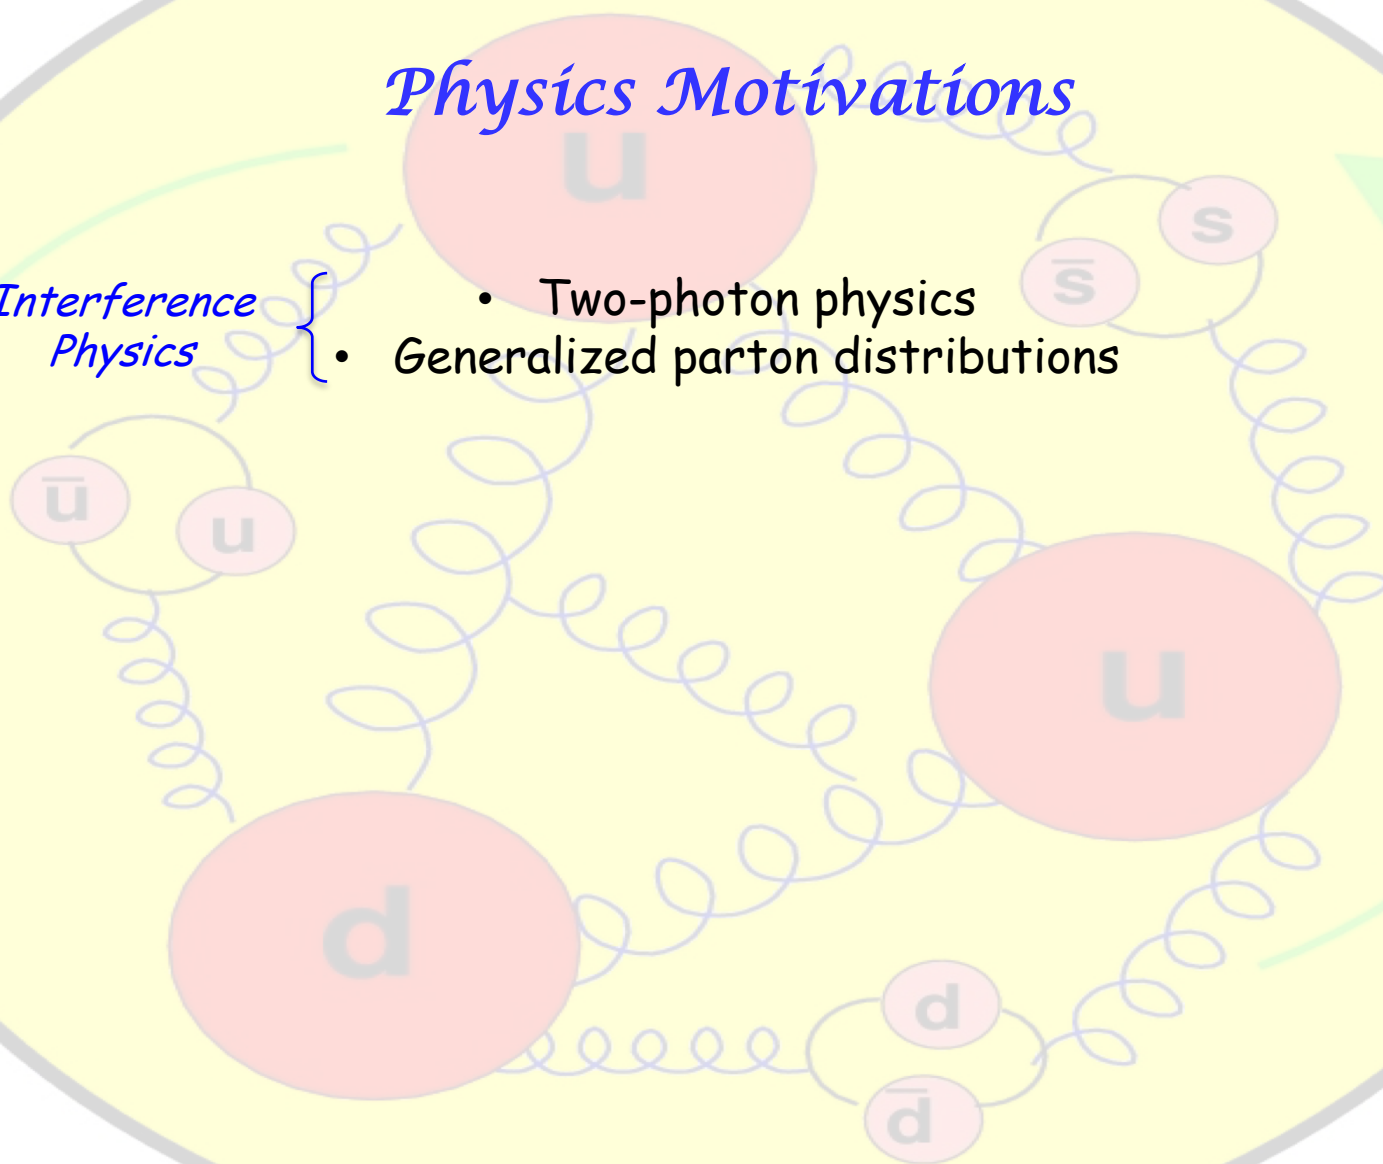 Physics Motivations
u
s
s̅
Interference
Physics
• Two-photon physics
• Generalized parton distributions
u̅
u
u
d
d
d̅